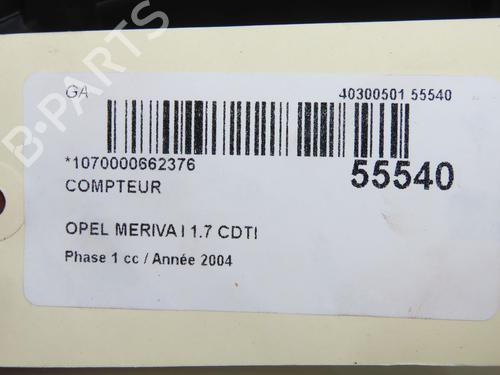 GA
40300501 55540
*1070000662376
55540
COMPTEUR
OPEL MERIVA I 1.7 CDTI
Phase 1 cc / Année 2004
B-PARTS